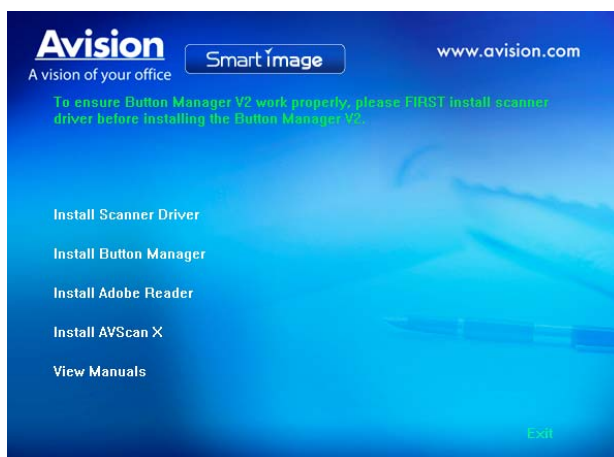 Avision
A vision of your office
Smart image
www.avision.com
To ensure Button Manager V2 work properly, please FIRST install scanner
driver before installing the Button Manager V2.
Install Scanner Driver
Install Button Manager
Install Adobe Reader
Install AVScan X
View Manuals
Exit